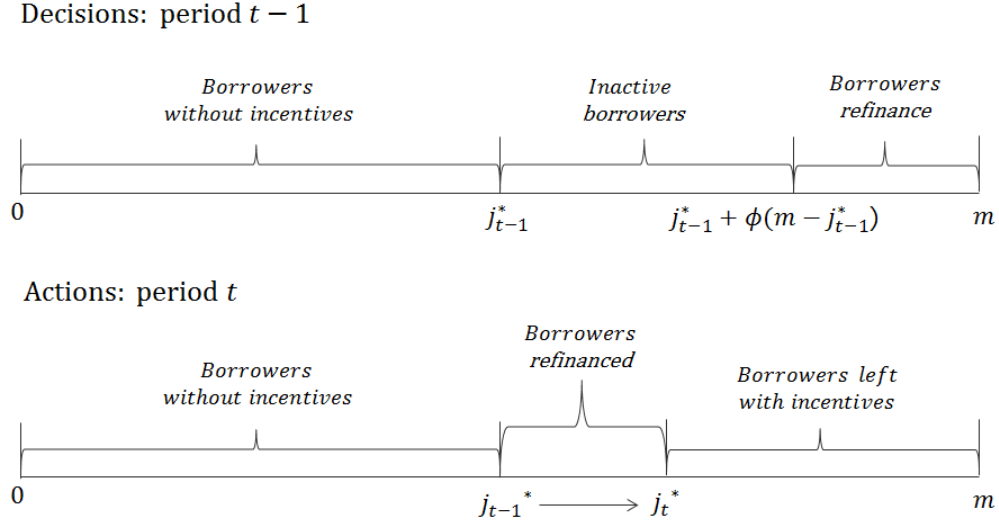 Decisions: period t − 1
Borrowers
without incentives
Inactive
borrowers
Borrowers
refinance
0
j*t−1
j*t−1 + ϕ(m − j*t−1)
m
Actions: period t
Borrowers
without incentives
Borrowers
refinanced
Borrowers left
with incentives
0
jt−1* → jt*
m